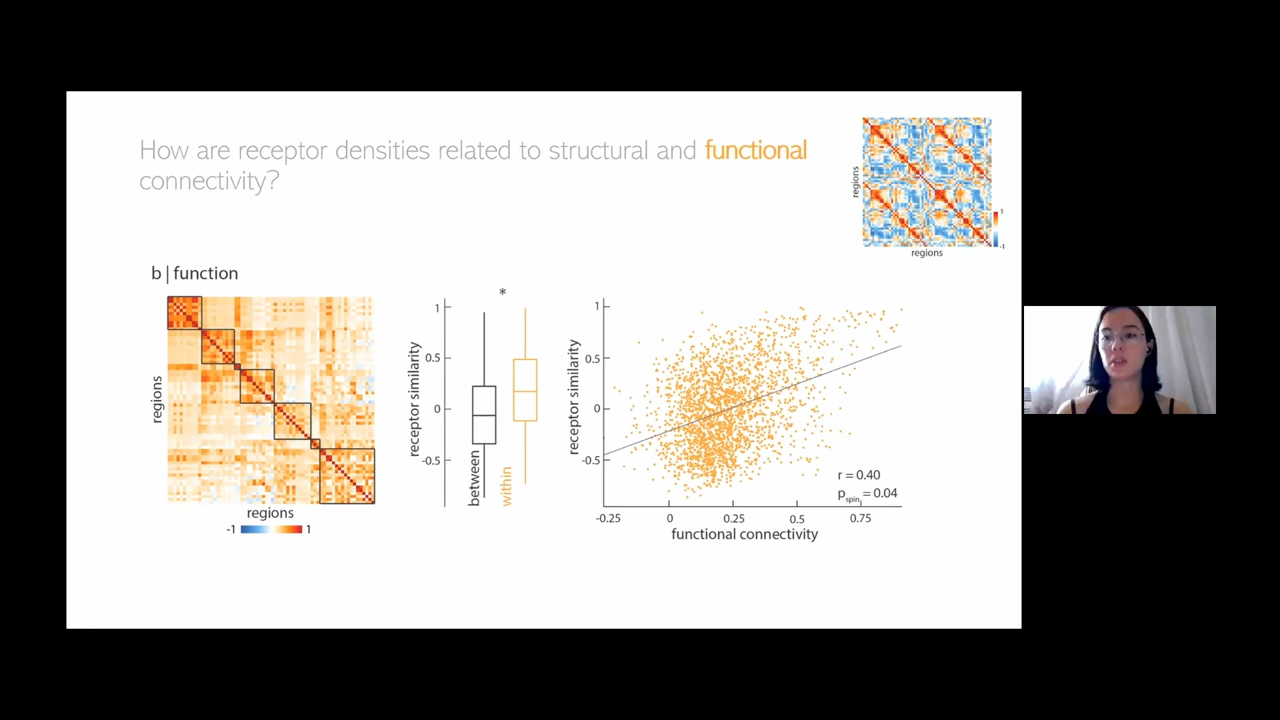 How are receptor densities related to structural and functional
connectivity?
regions
1
-1
regions
b | function
regions
regions
-1
1
*
receptor similarity
1
0.5
0
-0.5
between
within
receptor similarity
1
0.5
0
-0.5
r = 0.40
pspin = 0.04
-0.25
0
0.25
0.5
0.75
functional connectivity